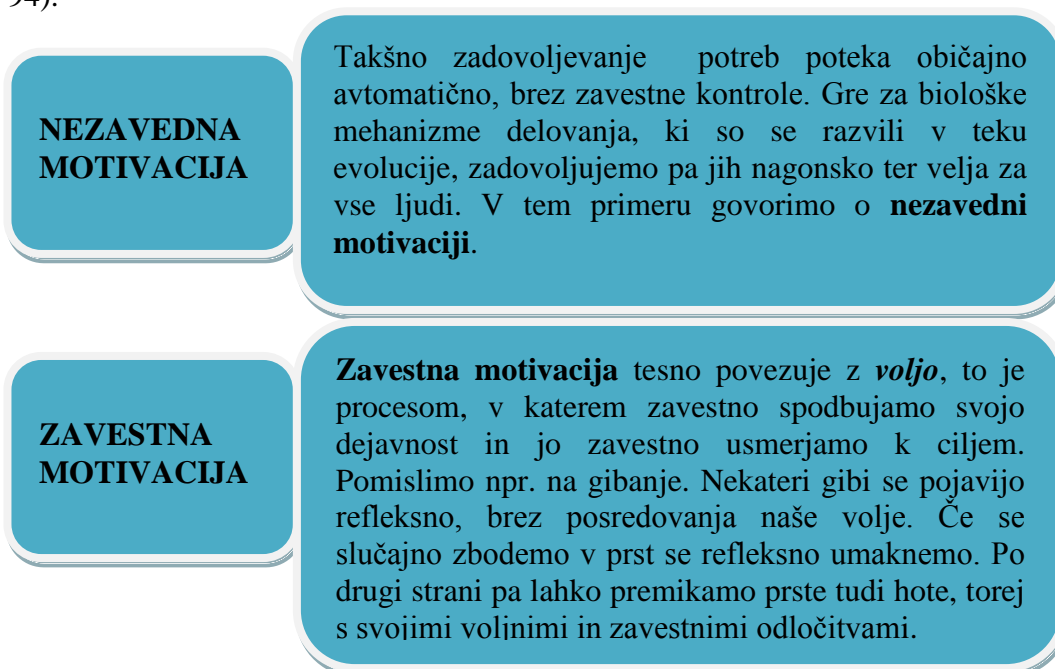 94).
NEZAVEDNA
MOTIVACIJA
Takšno zadovoljevanje potreb poteka običajno
avtomatično, brez zavestne kontrole. Gre za biološke
mehanizme delovanja, ki so se razvili v teku
evolucije, zadovoljujemo pa jih nagonsko ter velja za
vse ljudi. V tem primeru govorimo o nezavedni
motivaciji.
ZAVESTNA
MOTIVACIJA
Zavestna motivacija tesno povezuje z voljo, to je
procesom, v katerem zavestno spodbujamo svojo
dejavnost in jo zavestno usmerjamo k ciljem.
Pomislimo npr. na gibanje. Nekateri gibi se pojavijo
refleksno, brez posredovanja naše volje. Če se
slučajno zbodemo v prst se refleksno umaknemo. Po
drugi strani pa lahko premikamo prste tudi hote, torej
s svojimi voljnimi in zavestnimi odločitvami.